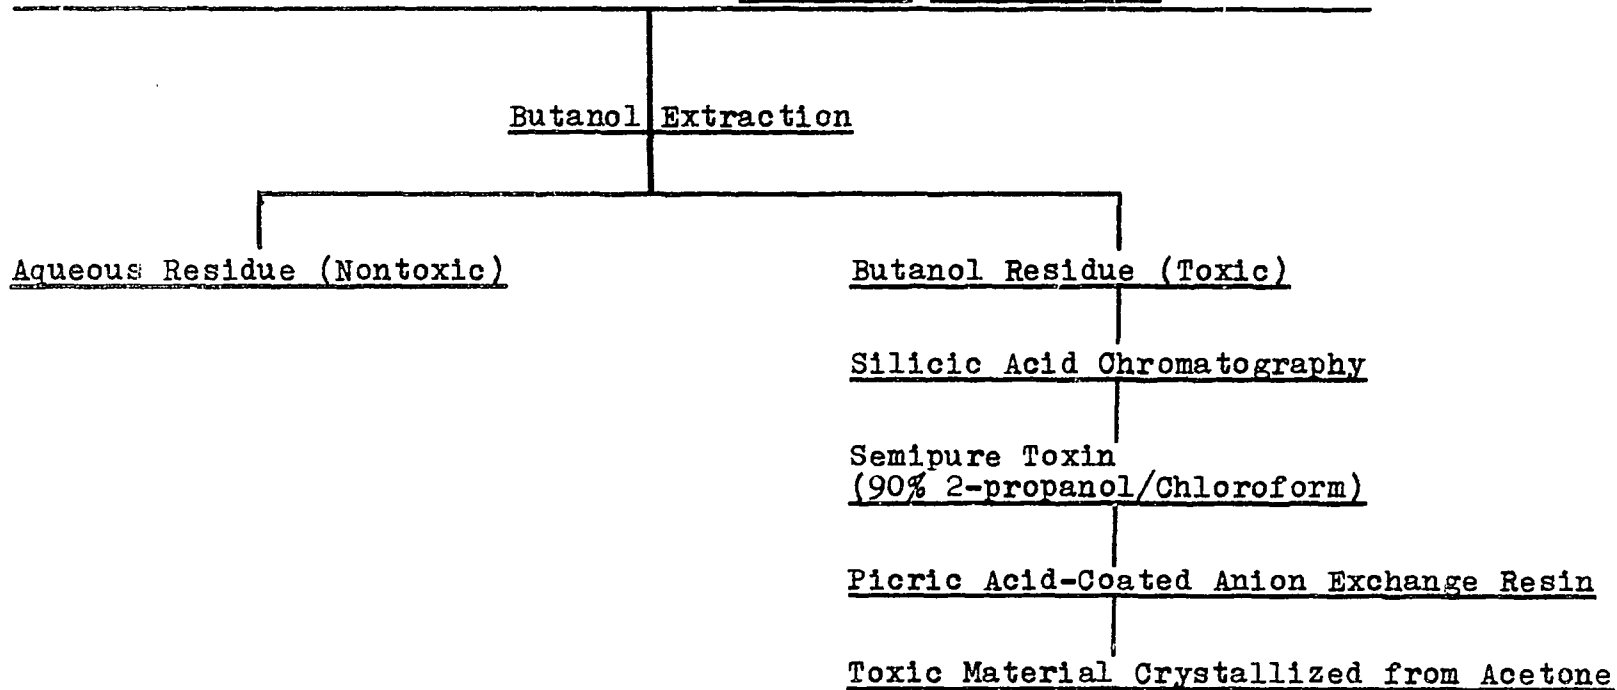 Butanol Extraction
Aqueous Residue (Nontoxic)
Butanol Residue (Toxic)
Silicic Acid Chromatography
Semipure Toxin
(90% 2-propanol/Chloroform)
Picric Acid-Coated Anion Exchange Resin
Toxic Material Crystallized from Acetone